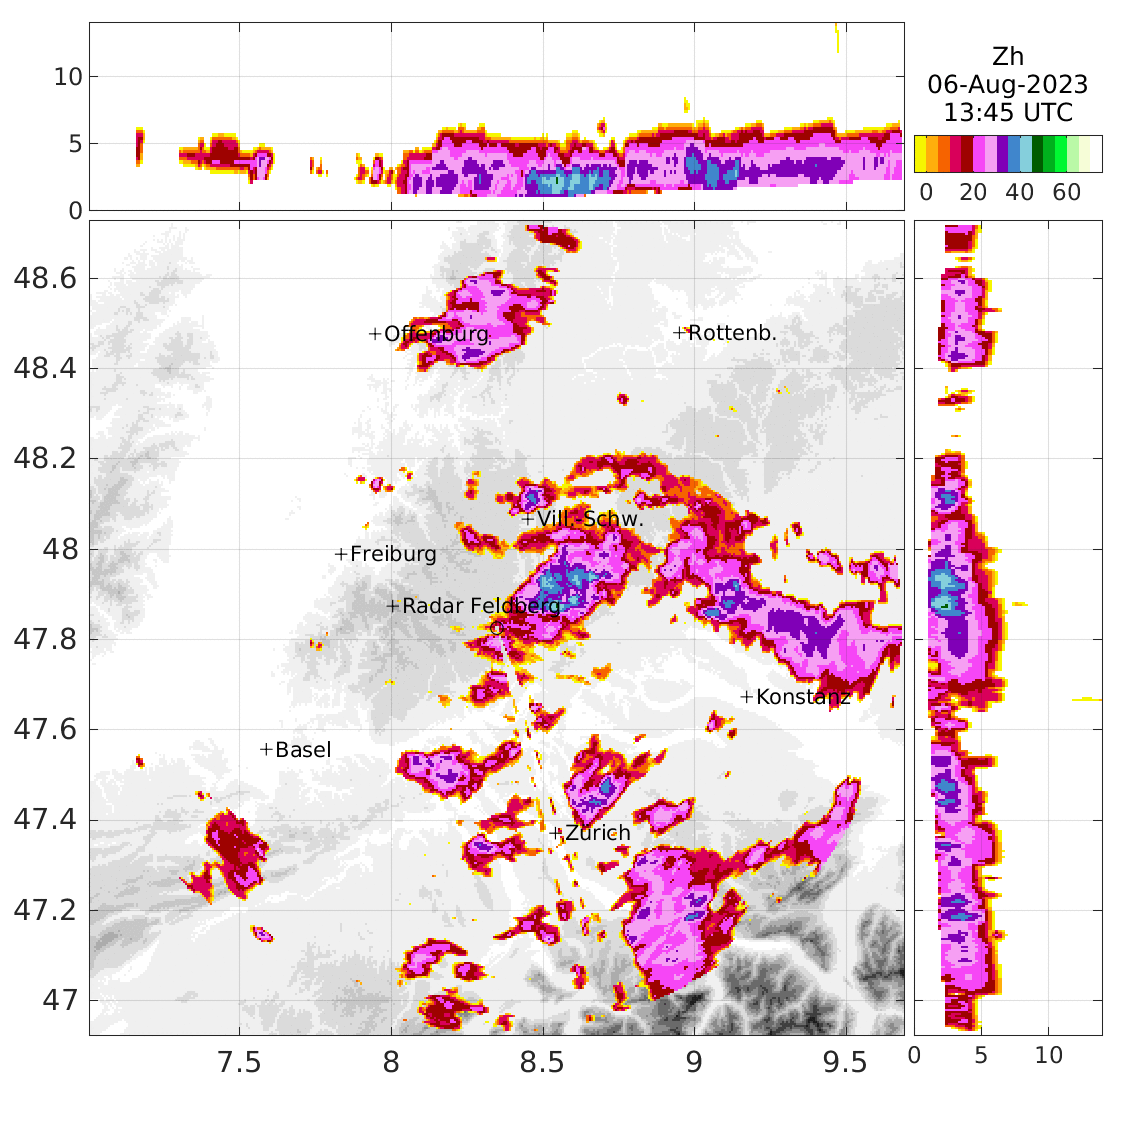 10
5
0
Zh
06-Aug-2023
13:45 UTC
0 20 40 60
48.6
48.4
48.2
48
47.8
47.6
47.4
47.2
47
+Offenburg
+Rottenb.
+Vill.-Schw.
+Freiburg
+Radar Feldberg
+Konstanz
+Basel
+Zürich
7.5 8 8.5 9 9.5
0 5 10